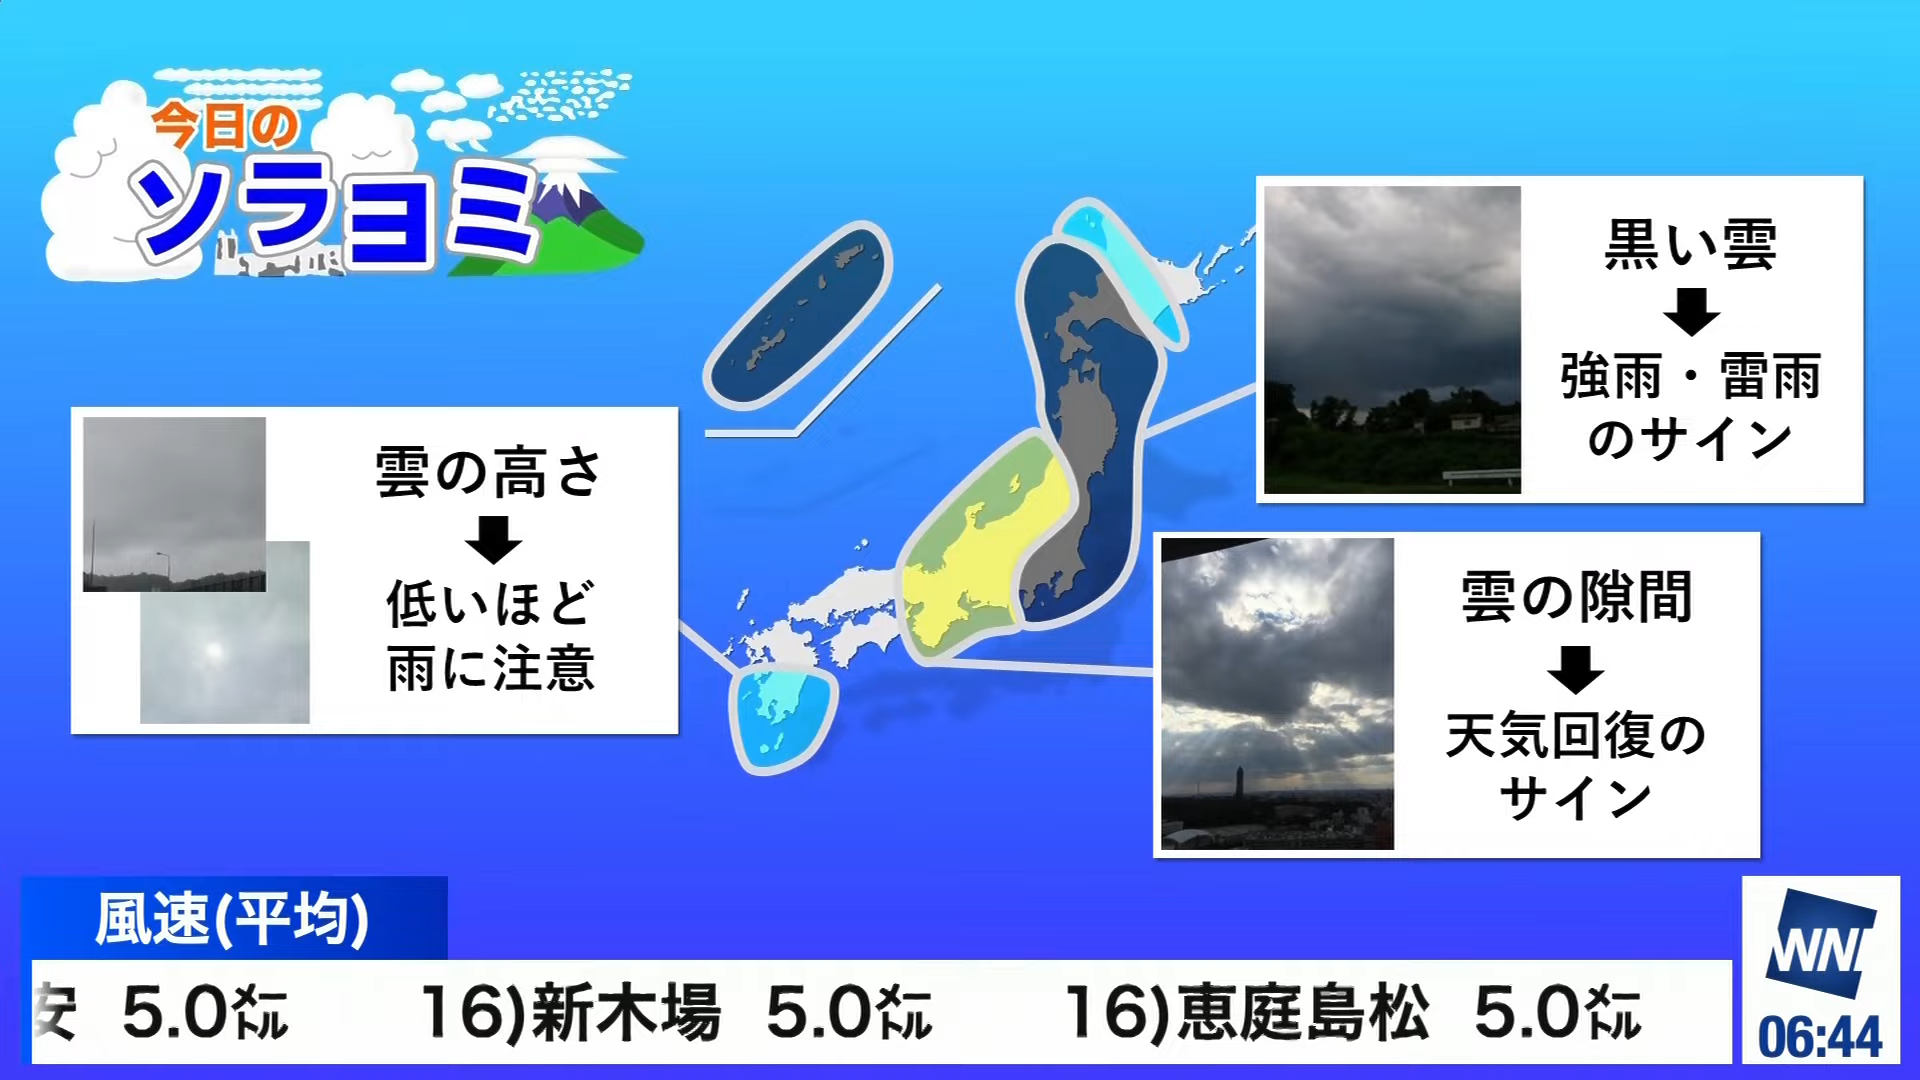 今日の
ソラヨミ
黒い雲
強雨・雷雨
のサイン
雲の高さ
低いほど
雨に注意
雲の隙間
天気回復の
サイン
風速(平均)
安 5.0㍍ 16)新木場 5.0㍍ 16)恵庭島松 5.0㍍
WNI
06:44